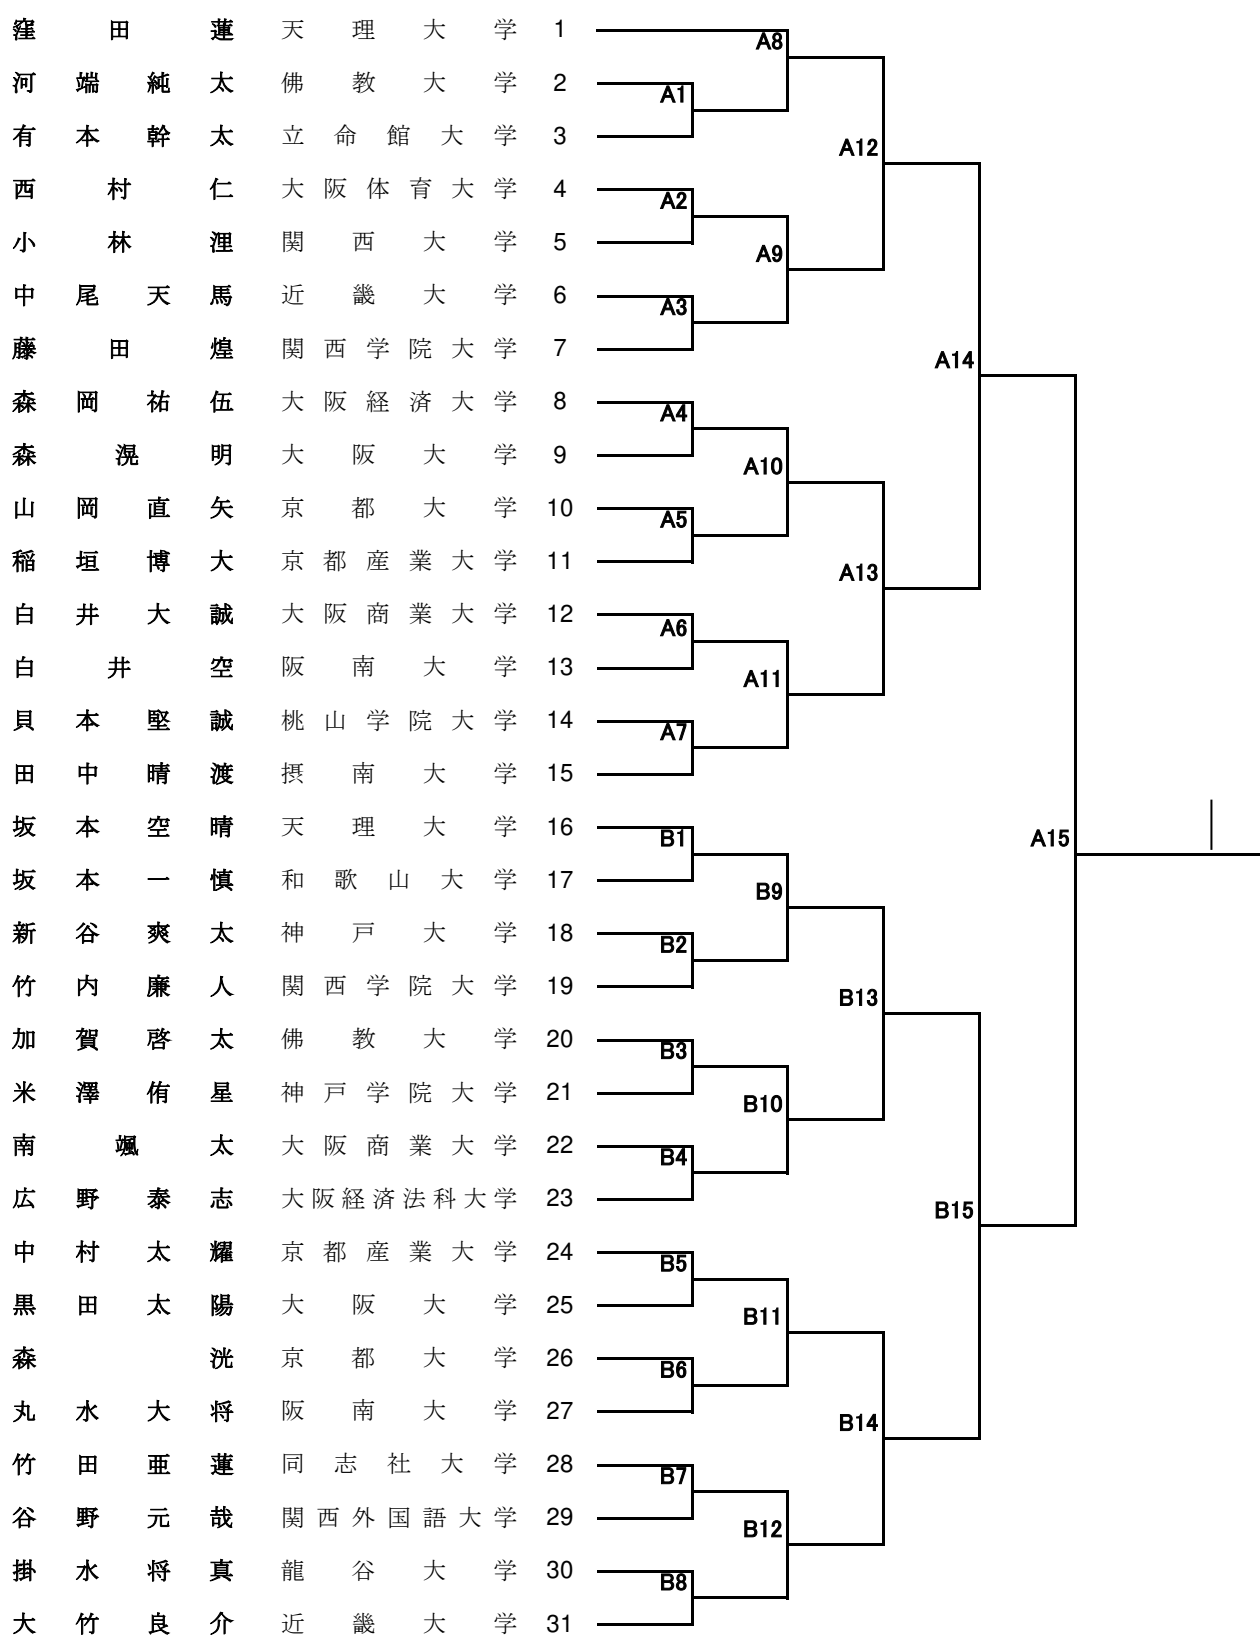 窪田蓮 天理大学 1
A8
河端純太 佛教大学 2
A1
有本幹太 立命館大学 3
A12
西村仁 大阪体育大学 4
A2
小林浬 関西大学 5
A9
中尾天馬 近畿大学 6
A3
藤田煌 関西学院大学 7
A14
森岡祐伍 大阪経済大学 8
A4
森滉明 大阪大学 9
A10
山岡直矢 京都大学 10
A5
稲垣博大 京都産業大学 11
A13
白井大誠 大阪商業大学 12
A6
白井空 阪南大学 13
A11
貝本堅誠 桃山学院大学 14
A7
田中晴渡 摂南大学 15
坂本空晴 天理大学 16
B1 A15
坂本一慎 和歌山大学 17
B9
新谷爽太 神戸大学 18
B2
竹内廉人 関西学院大学 19
B13
加賀啓太 佛教大学 20
B3
米澤侑星 神戸学院大学 21
B10
南颯太 大阪商業大学 22
B4
広野泰志 大阪経済法科大学 23
B15
中村太耀 京都産業大学 24
B5
黒田太陽 大阪大学 25
B11
森洸 京都大学 26
B6
丸水大将 阪南大学 27
B14
竹田亜蓮 同志社大学 28
B7
谷野元哉 関西外国語大学 29
B12
掛水将真 龍谷大学 30
B8
大竹良介 近畿大学 31